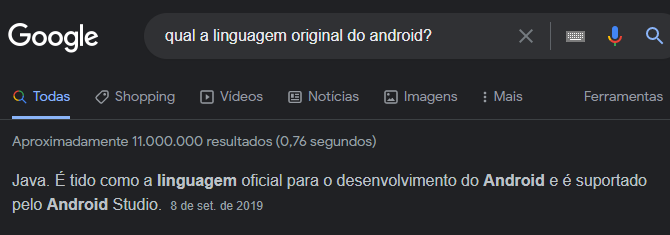 Google qual a linguagem original do android?
Todas Shopping Vídeos Notícias Imagens Mais Ferramentas
Aproximadamente 11.000.000 resultados (0,76 segundos)
Java. É tido como a linguagem oficial para o desenvolvimento do Android e é suportado
pelo Android Studio. 8 de set. de 2019